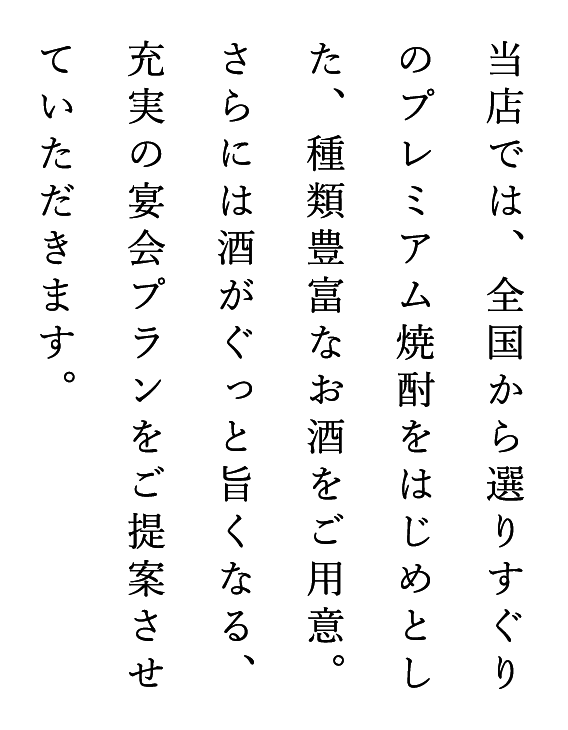 当店では、全国から選りすぐり
のプレミアム焼酎をはじめとし
た、種類豊富なお酒をご用意。
さらには酒がぐっと旨くなる、
充実の宴会プランをご提案させ
ていただきます。